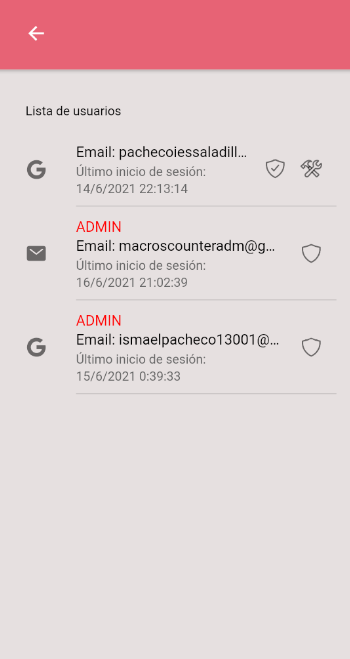 Lista de usuarios
Email: pachecoiessaladill...
Último inicio de sesión:
14/6/2021 22:13:14
ADMIN
Email: macroscounteradm@g...
Último inicio de sesión:
16/6/2021 21:02:39
ADMIN
Email: ismaelpacheco13001@...
Último inicio de sesión:
15/6/2021 0:39:33